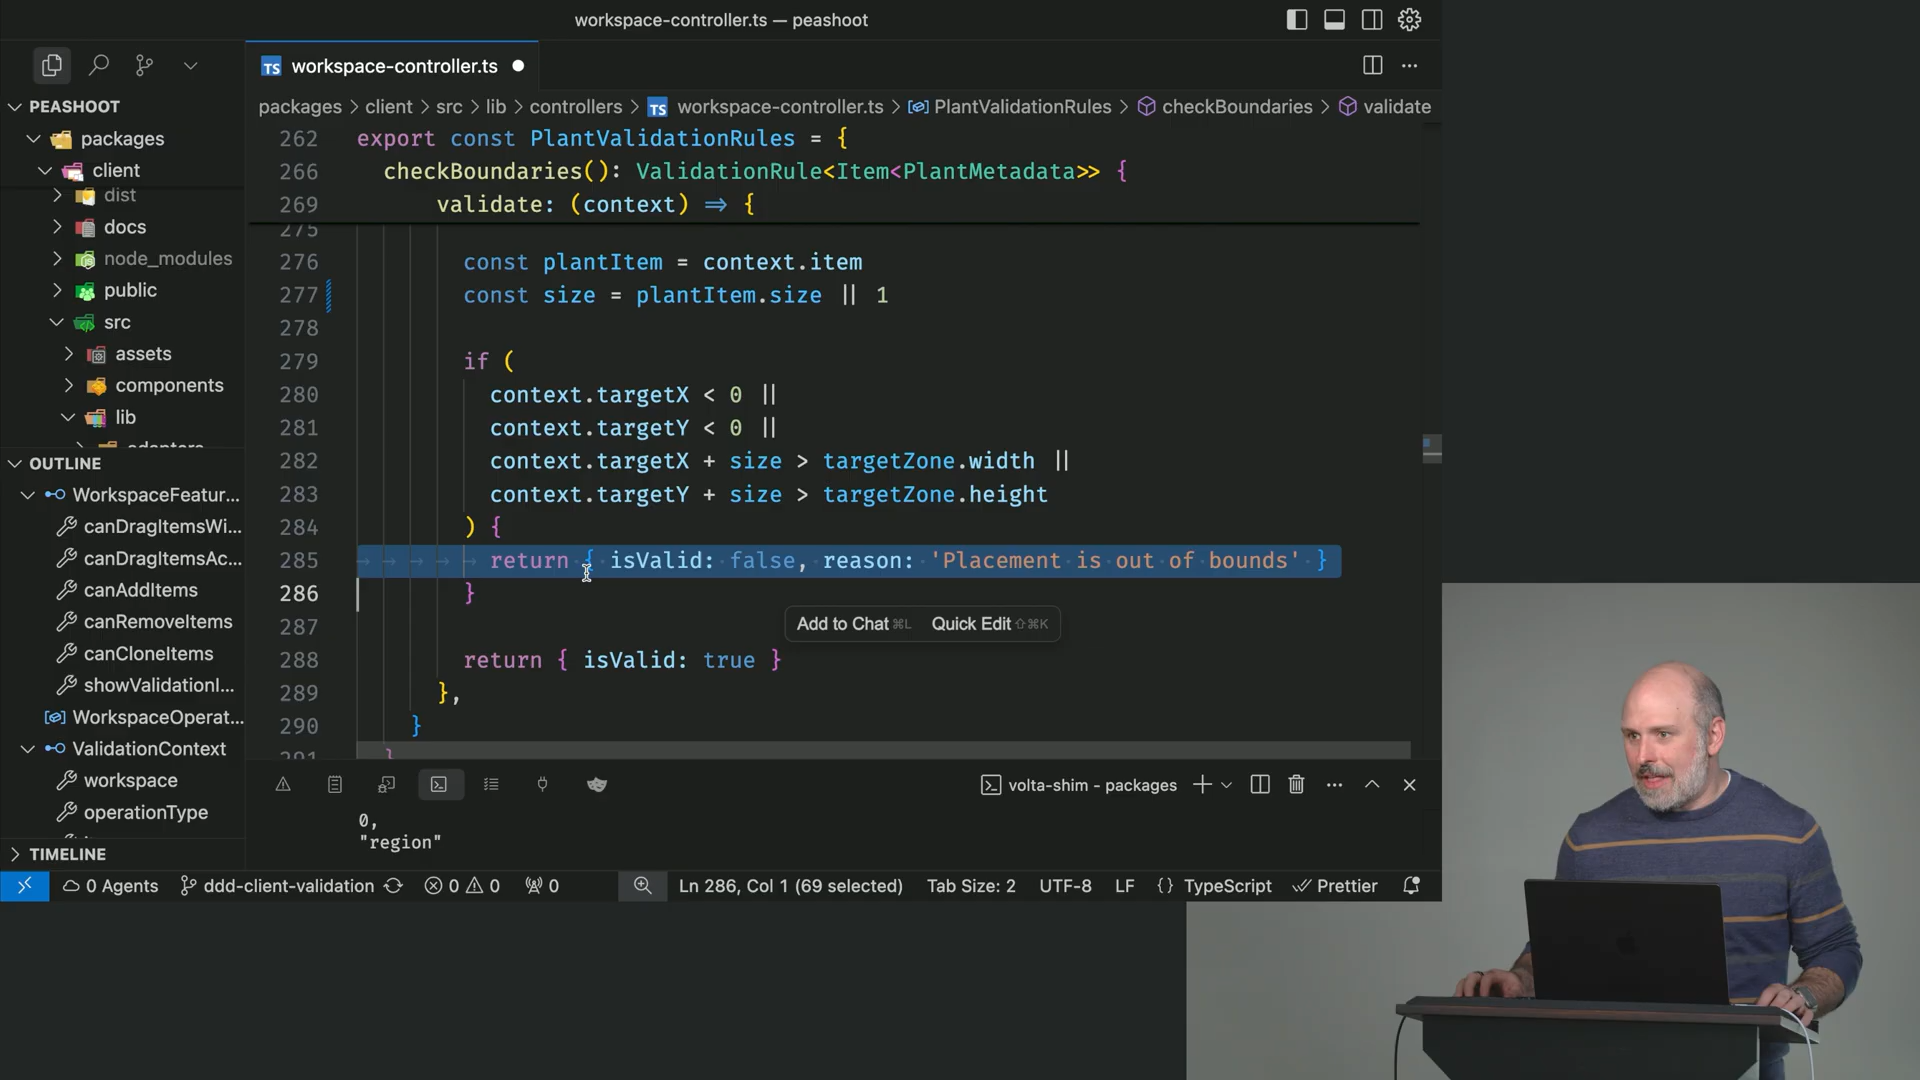 workspace-controller.ts — peashoot
TS workspace-controller.ts
PEASHOOT
packages > client > src > lib > controllers > TS workspace-controller.ts > PlantValidationRules > checkBoundaries > validate
packages
client
dist
docs
node_modules
public
src
assets
components
lib
OUTLINE
WorkspaceFeatur...
canDragItemsWi...
canDragItemsAc...
canAddItems
canRemoveItems
canCloneItems
showValidationI...
WorkspaceOperat...
ValidationContext
workspace
operationType
TIMELINE
262 export const PlantValidationRules = {
266 checkBoundaries(): ValidationRule<Item<PlantMetadata>> {
269 validate: (context) ⇒ {
275
276 const plantItem = context.item
277 const size = plantItem.size || 1
278
279 if (
280 context.targetX < 0 ||
281 context.targetY < 0 ||
282 context.targetX + size > targetZone.width ||
283 context.targetY + size > targetZone.height
284 ) {
285 return { isValid: false, reason: 'Placement is out of bounds' }
286 }
287
Add to Chat ⌘L Quick Edit ⇧⌘K
288 return { isValid: true }
289 },
290 }
291 }
volta-shim - packages
0,
"region"
0 Agents ddd-client-validation 0 0 0 Ln 286, Col 1 (69 selected) Tab Size: 2 UTF-8 LF {} TypeScript Prettier